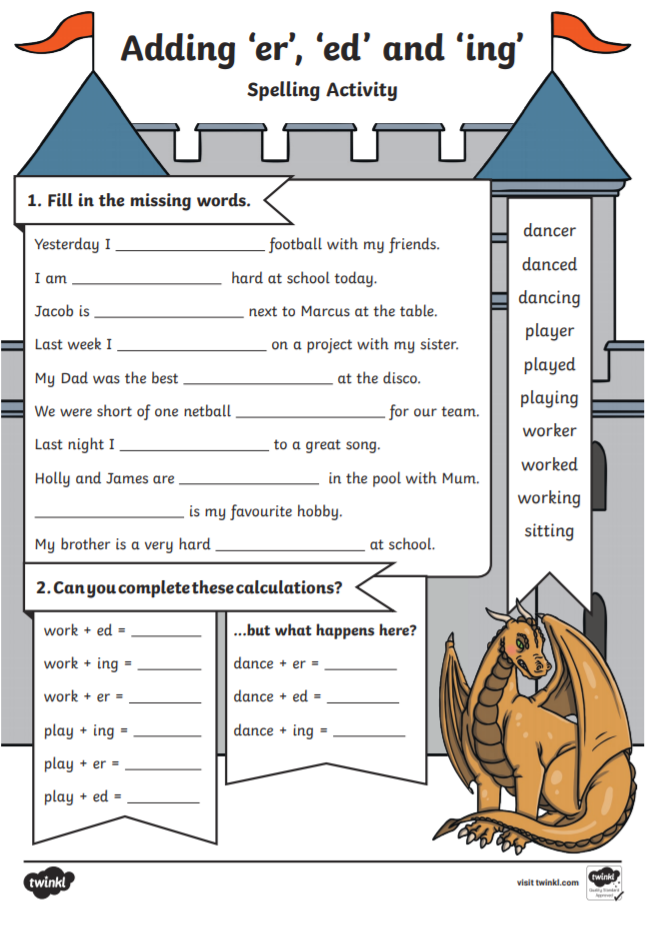 Adding ‘er’, ‘ed’ and ‘ing’
Spelling Activity
1. Fill in the missing words.
Yesterday I ________________ football with my friends.
I am ________________ hard at school today.
Jacob is ________________ next to Marcus at the table.
Last week I ________________ on a project with my sister.
My Dad was the best ________________ at the disco.
We were short of one netball ________________ for our team.
Last night I ________________ to a great song.
Holly and James are ________________ in the pool with Mum.
________________ is my favourite hobby.
My brother is a very hard ________________ at school.
dancer
danced
dancing
player
played
playing
worker
worked
working
sitting
2. Can you complete these calculations?
work + ed = ________
work + ing = ________
work + er = ________
play + ing = ________
play + er = ________
play + ed = ________
...but what happens here?
dance + er = ________
dance + ed = ________
dance + ing = ________
twinkl
visit twinkl.com
twinkl
Quality Standard
Approved